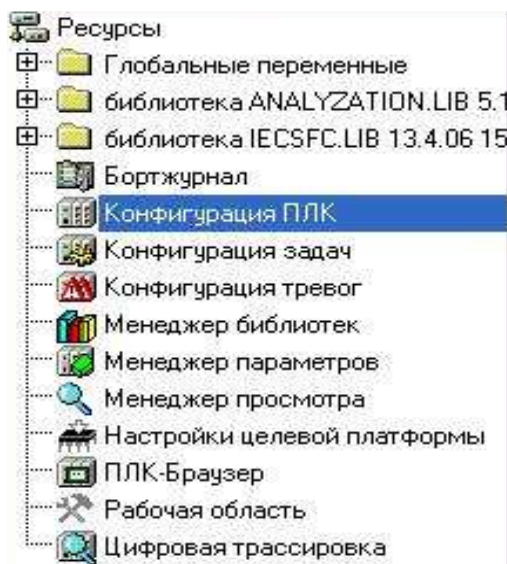 Ресурсы
Глобальные переменные
библиотека ANALYZATION.LIB 5.1
библиотека IECSFC.LIB 13.4.06 15
Бортжурнал
Конфигурация ПЛК
Конфигурация задач
Конфигурация тревог
Менеджер библиотек
Менеджер параметров
Менеджер просмотра
Настройки целевой платформы
ПЛК-Браузер
Рабочая область
Цифровая трассировка